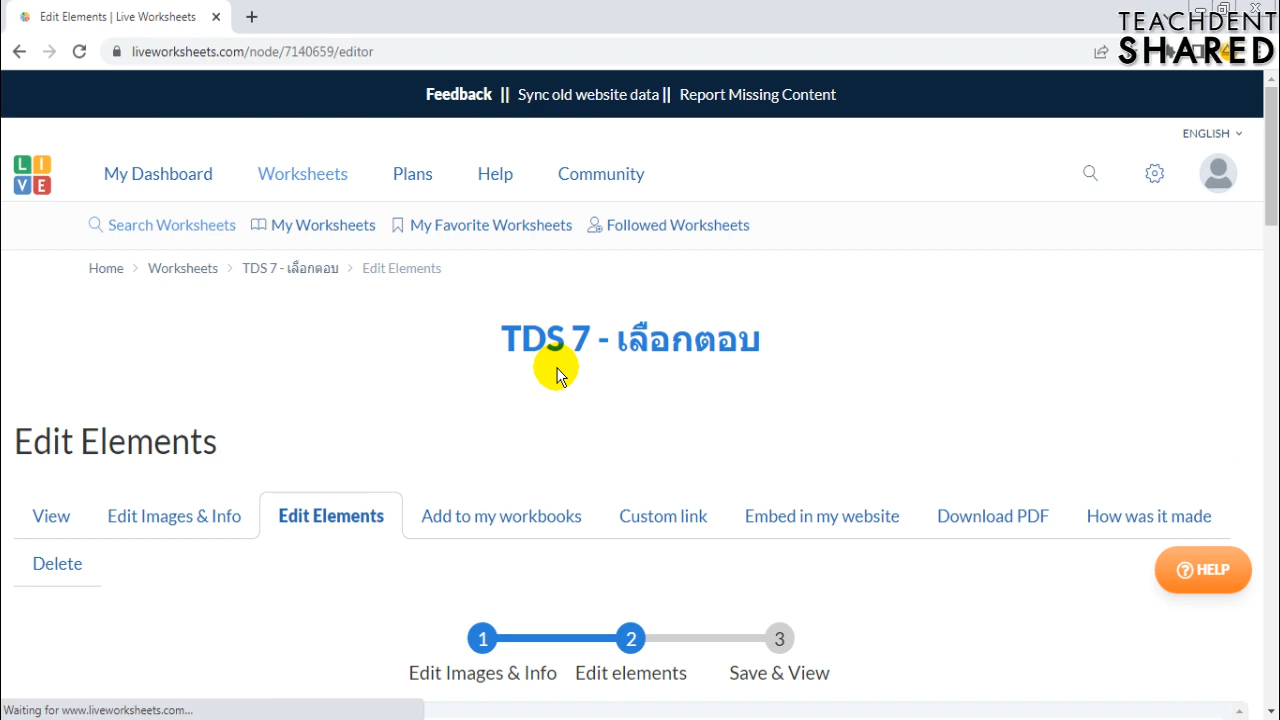 Edit Elements | Live Worksheets
TEACHDENT
SHARED
liveworksheets.com/node/7140659/editor
Feedback || Sync old website data || Report Missing Content
ENGLISH
LIVE
My Dashboard Worksheets Plans Help Community
Search Worksheets My Worksheets My Favorite Worksheets Followed Worksheets
Home > Worksheets > TDS 7 - เลือกตอบ > Edit Elements
TDS 7 - เลือกตอบ
Edit Elements
View Edit Images & Info Edit Elements Add to my workbooks Custom link Embed in my website Download PDF How was it made
Delete
? HELP
1 2 3
Edit Images & Info Edit elements Save & View
Waiting for www.liveworksheets.com...